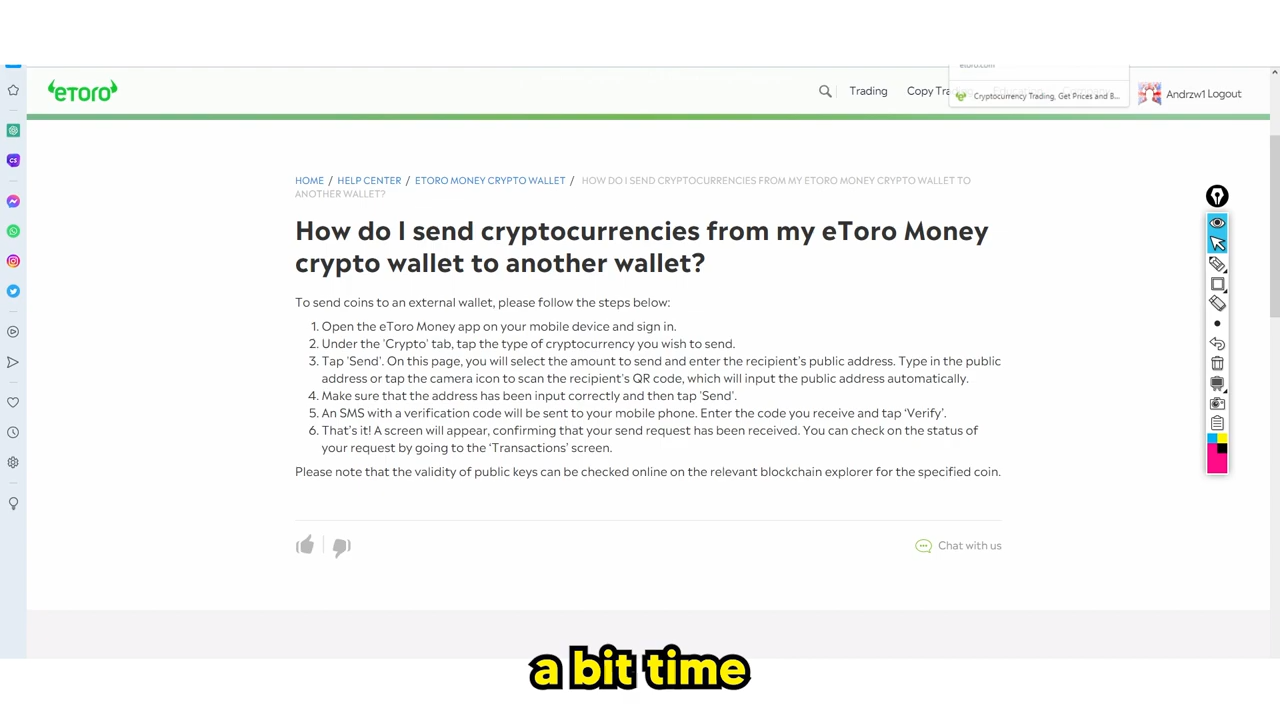 etoro.com
eToro
Trading
Copy Tra
Cryptocurrency Trading, Get Prices and B...
Andrzw1 Logout
CS
HOME / HELP CENTER / ETORO MONEY CRYPTO WALLET / HOW DO I SEND CRYPTOCURRENCIES FROM MY ETORO MONEY CRYPTO WALLET TO
ANOTHER WALLET?
How do I send cryptocurrencies from my eToro Money
crypto wallet to another wallet?
To send coins to an external wallet, please follow the steps below:
1. Open the eToro Money app on your mobile device and sign in.
2. Under the 'Crypto' tab, tap the type of cryptocurrency you wish to send.
3. Tap 'Send'. On this page, you will select the amount to send and enter the recipient's public address. Type in the public
address or tap the camera icon to scan the recipient's QR code, which will input the public address automatically.
4. Make sure that the address has been input correctly and then tap 'Send'.
5. An SMS with a verification code will be sent to your mobile phone. Enter the code you receive and tap ‘Verify’.
6. That's it! A screen will appear, confirming that your send request has been received. You can check on the status of
your request by going to the ‘Transactions’ screen.
Please note that the validity of public keys can be checked online on the relevant blockchain explorer for the specified coin.
Chat with us
a bit time